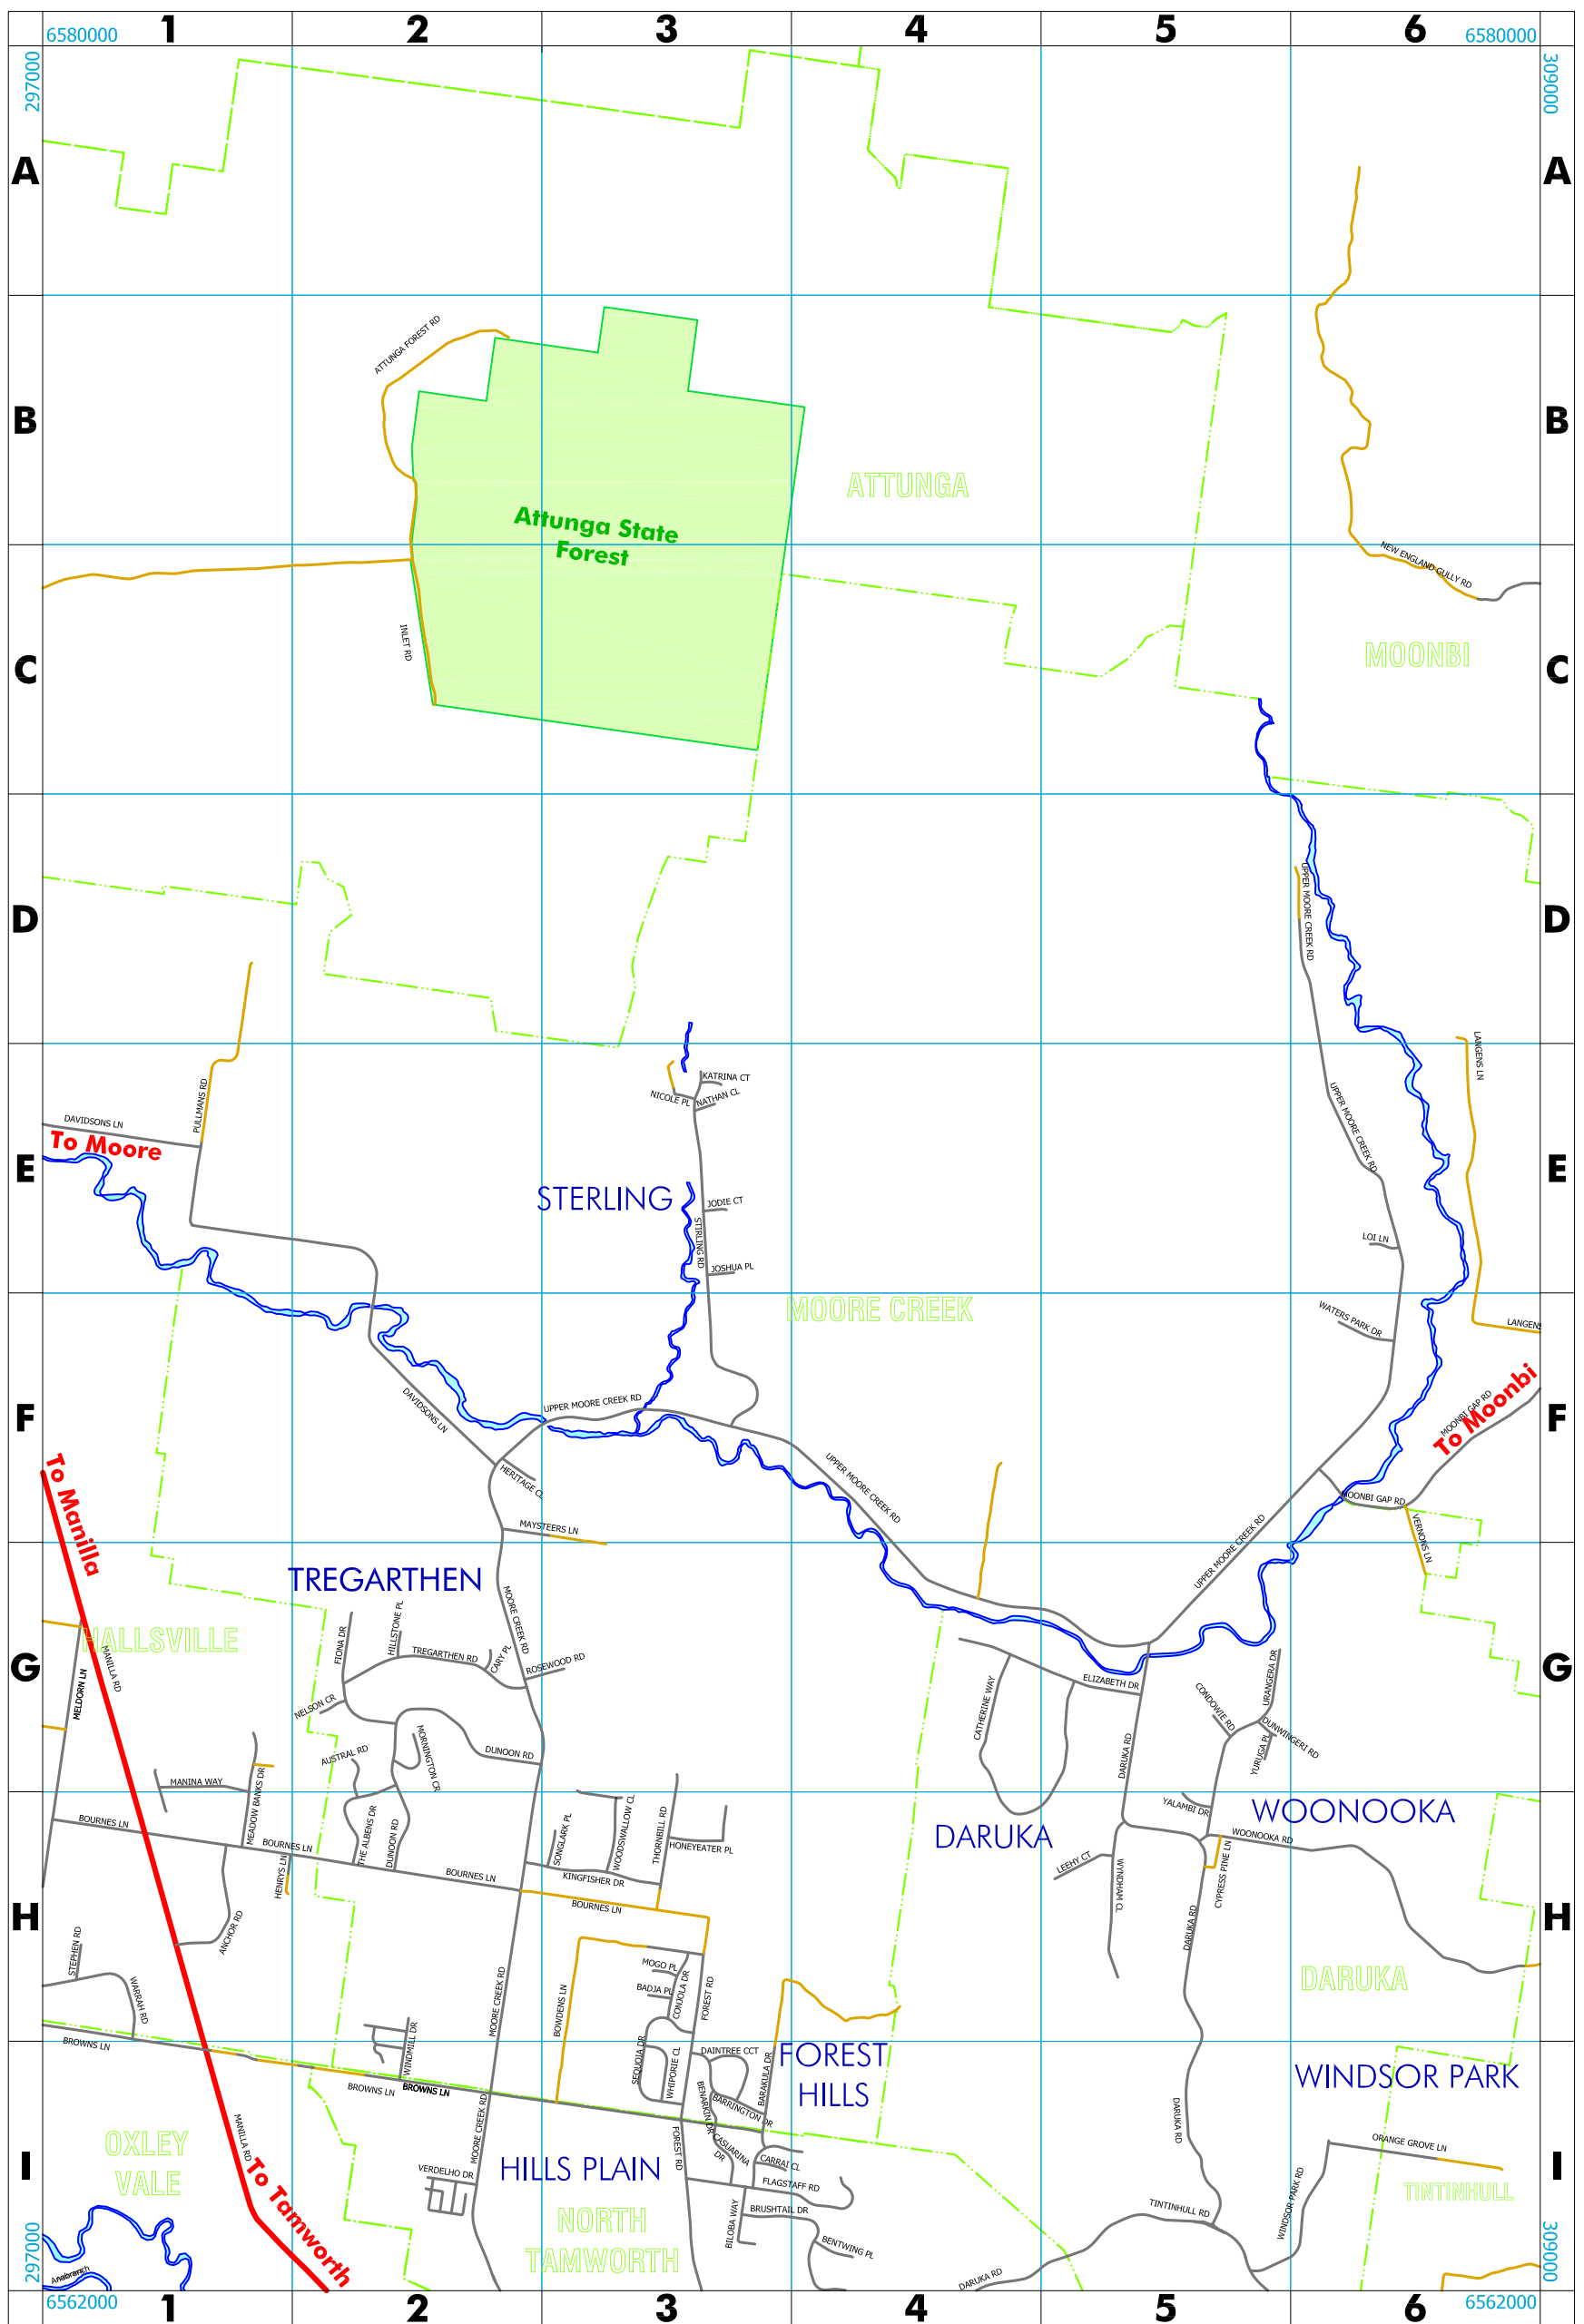 1 2 3 4 5 6
6580000 6580000
297000
309000
A A
ATTUNGA FOREST RD
B B
ATTUNGA
Attunga State
Forest
NEW ENGLAND GULLY RD
INLET RD
C C
MOONBI
UPPER MOORE CREEK RD
D D
LANGENS LN
KATRINA CT
NICOLE PL
NATHAN CL
PULLMANS RD
DAVIDSONS LN
To Moore
UPPER MOORE CREEK RD
E E
STERLING
JODIE CT
STIRLING RD
LOI LN
JOSHUA PL
MOORE CREEK
WATERS PARK DR
LANGENS
DAVIDSONS LN
UPPER MOORE CREEK RD
MOONBI GAP RD
To Moonbi
F F
To Manilla
HERITAGE CL
UPPER MOORE CREEK RD
MOONBI GAP RD
MAYSTEERS LN
VERNONS LN
UPPER MOORE CREEK RD
TREGARTHEN
MOORE CREEK RD
HALLSVILLE
FIONA DR
HILLSTONE PL
TREGARTHEN RD
CARY PL
ROSEWOOD RD
MANILLA RD
MELDORN LN
G G
CATHERINE WAY
ELIZABETH DR
URANGERA DR
CONDOWIE RD
NELSON CR
DUNWINGERI RD
YURUGA PL
DARUKA RD
AUSTRAL RD
MORNINGTON CR
DUNOON RD
MANINA WAY
MEADOW BANKS DR
BOURNES LN
THE ALBENS DR
DUNOON RD
SONGLARK PL
WOODSWALLOW CL
THORNBILL RD
HONEYEATER PL
YALAMBI DR
WOONOOKA
WOONOOKA RD
DARUKA
LEEHY CT
WYNDHAM CL
CYPRESS PINE LN
BOURNES LN
HENRYS LN
BOURNES LN
KINGFISHER DR
BOURNES LN
H H
ANCHOR RD
STEPHEN RD
WARRAH RD
DARUKA RD
DARUKA
MOGO PL
BADJA PL
CONJOLA DR
FOREST RD
MOORE CREEK RD
BOWDENS LN
BROWNS LN
WINDMILL DR
SEQUOIA DR
WHIPORIE CL
DAINTREE CCT
BARAKULA DR
FOREST
HILLS
WINDSOR PARK
BROWNS LN
BROWNS LN
BENARKIN DR
BARRINGTON DR
MOORE CREEK RD
MANILLA RD
OXLEY
VALE
FOREST RD
CASUARINA
DR
CARRAI CL
DARUKA RD
ORANGE GROVE LN
I I
To Tamworth
VERDELHO DR
HILLS PLAIN
FLAGSTAFF RD
TINTINHULL
NORTH
TAMWORTH
BILOBA WAY
BRUSHTAIL DR
BENTWING PL
TINTINHULL RD
WINDSOR PARK RD
DARUKA RD
Anabranch
297000
309000
6562000 6562000
1 2 3 4 5 6